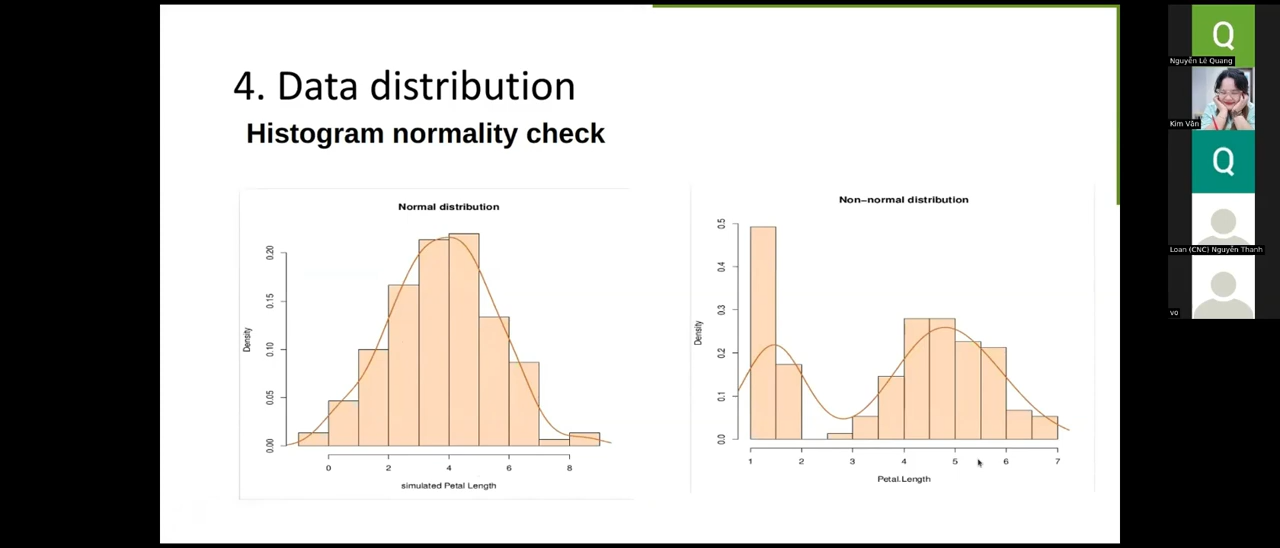 4. Data distribution
Histogram normality check
Normal distribution
Density
0.20
0.15
0.10
0.05
0.00
0 2 4 6 8
simulated Petal Length
Non−normal distribution
Density
0.5
0.4
0.3
0.2
0.1
0.0
1 2 3 4 5 6 7
Petal.Length
Q
Nguyễn Lê Quang
Kim Vân
Q
Loan (CNC) Nguyễn Thanh
vo